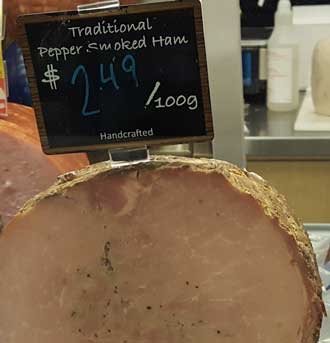 Traditional
Pepper Smoked Ham
$ 2.49
/100g
Handcrafted